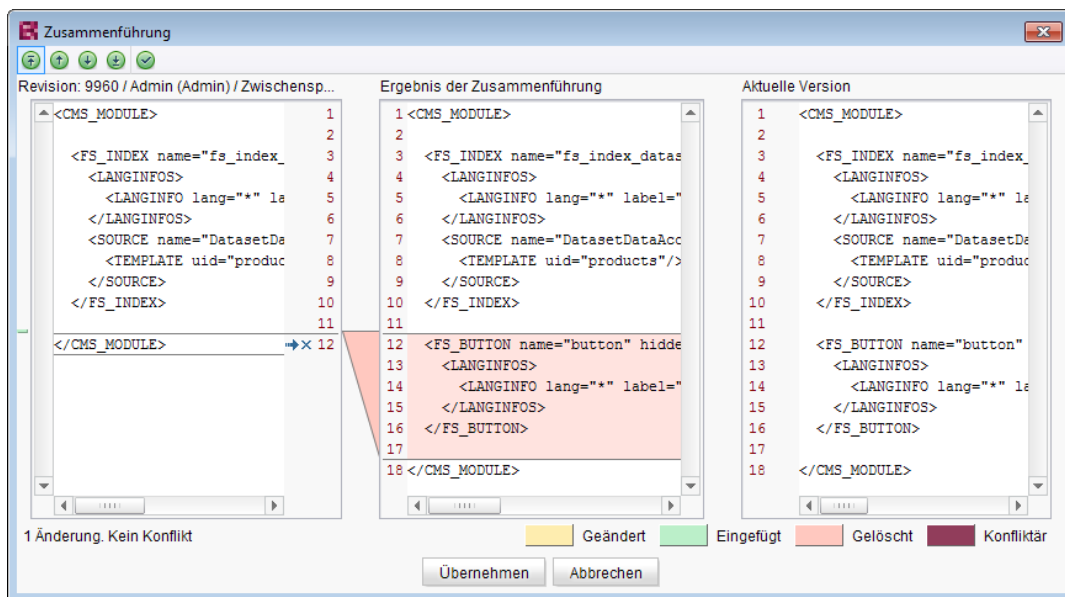 Zusammenführung
Revision: 9960 / Admin (Admin) / Zwischensp...
<CMS_MODULE> 1
2
<FS_INDEX name="fs_index_ 3
<LANGINFOS> 4
<LANGINFO lang="*" la 5
</LANGINFOS> 6
<SOURCE name="DatasetDa 7
<TEMPLATE uid="produc 8
</SOURCE> 9
</FS_INDEX> 10
11
</CMS_MODULE> 12
Ergebnis der Zusammenführung
1 <CMS_MODULE>
2
3 <FS_INDEX name="fs_index_datas
4 <LANGINFOS>
5 <LANGINFO lang="*" label="
6 </LANGINFOS>
7 <SOURCE name="DatasetDataAcc
8 <TEMPLATE uid="products"/>
9 </SOURCE>
10 </FS_INDEX>
11
12 <FS_BUTTON name="button" hidde
13 <LANGINFOS>
14 <LANGINFO lang="*" label="
15 </LANGINFOS>
16 </FS_BUTTON>
17
18 </CMS_MODULE>
Aktuelle Version
1 <CMS_MODULE>
2
3 <FS_INDEX name="fs_index_
4 <LANGINFOS>
5 <LANGINFO lang="*" la
6 </LANGINFOS>
7 <SOURCE name="DatasetDa
8 <TEMPLATE uid="produc
9 </SOURCE>
10 </FS_INDEX>
11
12 <FS_BUTTON name="button"
13 <LANGINFOS>
14 <LANGINFO lang="*" la
15 </LANGINFOS>
16 </FS_BUTTON>
17
18 </CMS_MODULE>
1 Änderung. Kein Konflikt
Geändert Eingefügt Gelöscht Konfliktär
Übernehmen Abbrechen